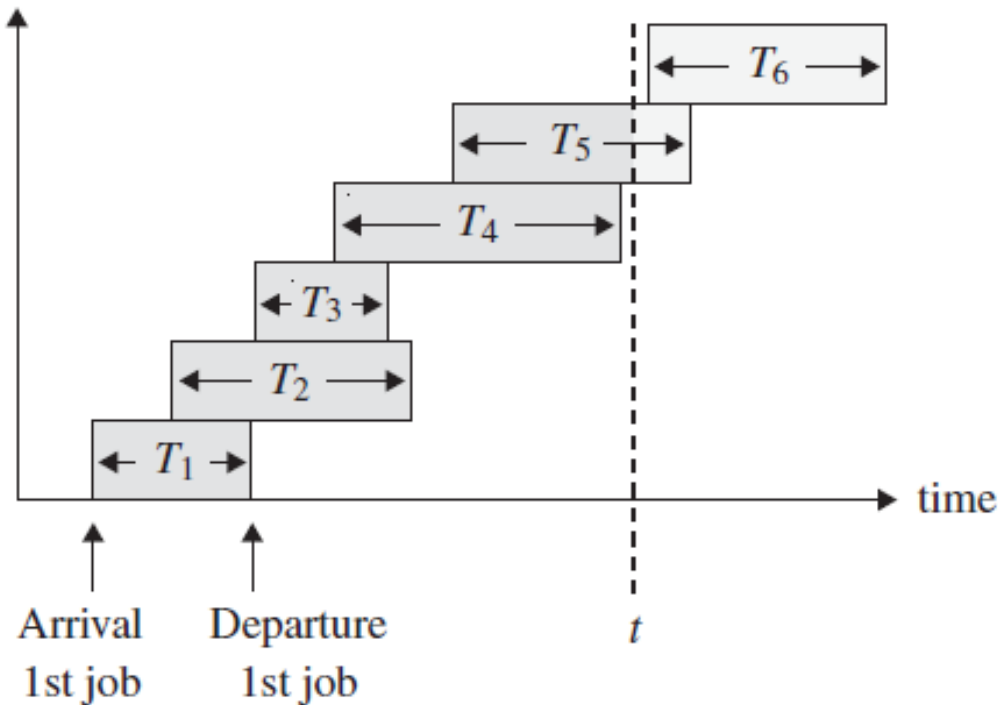 T₆
T₅
T₄
T₃
T₂
T₁
time
Arrival
1st job
Departure
1st job
t